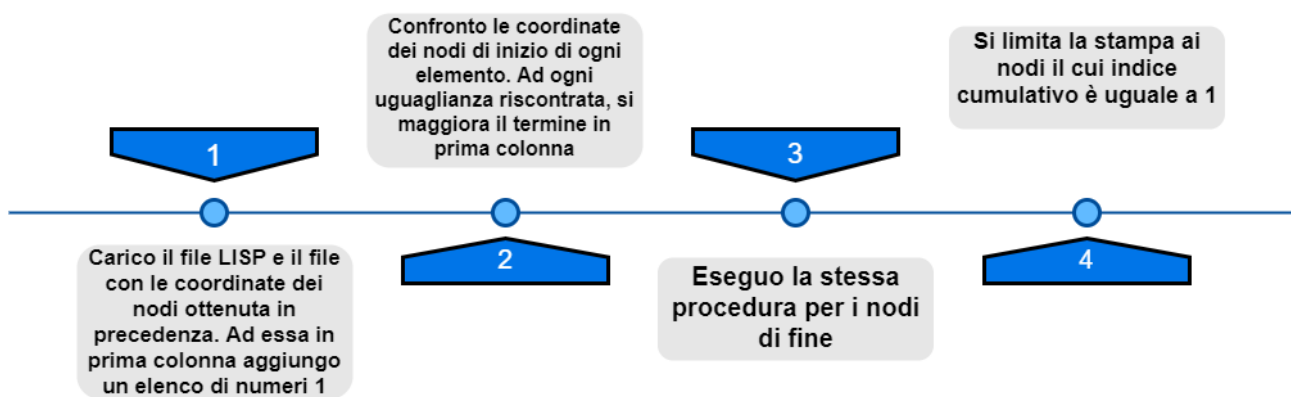 1
Carico il file LISP e il file
con le coordinate dei
nodi ottenuta in
precedenza. Ad essa in
prima colonna aggiungo
un elenco di numeri 1
Confronto le coordinate
dei nodi di inizio di ogni
elemento. Ad ogni
uguaglianza riscontrata, si
maggiora il termine in
prima colonna
2
3
Eseguo la stessa
procedura per i nodi
di fine
Si limita la stampa ai
nodi il cui indice
cumulativo è uguale a 1
4